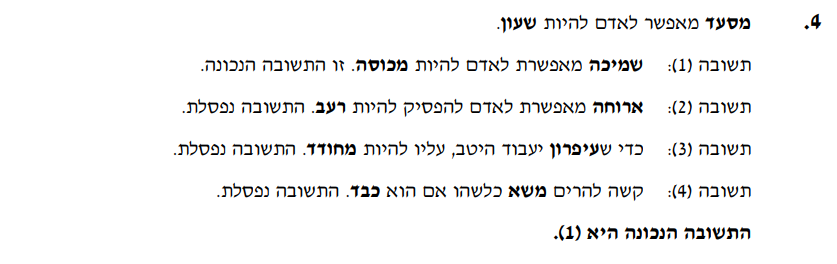 4. מסעד מאפשר לאדם להיות שעון.
תשובה (1): שמיכה מאפשרת לאדם להיות מכוסה. זו התשובה הנכונה.
תשובה (2): ארוחה מאפשרת לאדם להפסיק להיות רעב. התשובה נפסלת.
תשובה (3): כדי שעיפרון יעבוד היטב, עליו להיות מחודד. התשובה נפסלת.
תשובה (4): קשה להרים משא כלשהו אם הוא כבד. התשובה נפסלת.
התשובה הנכונה היא (1).